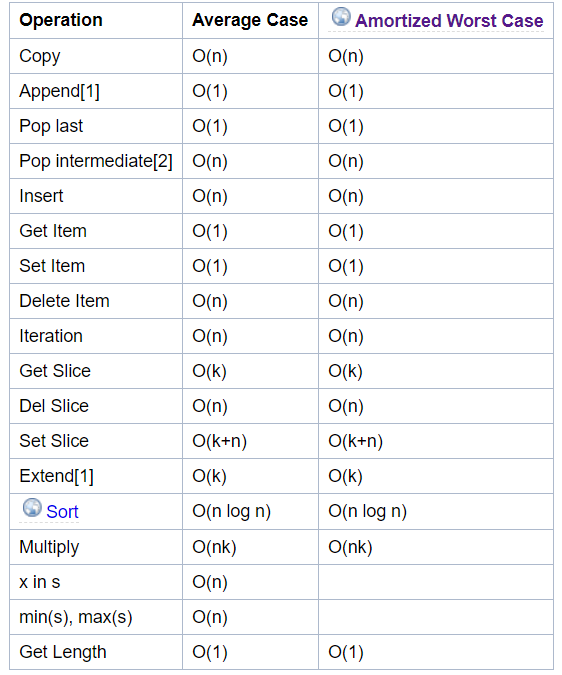 Operation Average Case Amortized Worst Case
Copy O(n) O(n)
Append[1] O(1) O(1)
Pop last O(1) O(1)
Pop intermediate[2] O(n) O(n)
Insert O(n) O(n)
Get Item O(1) O(1)
Set Item O(1) O(1)
Delete Item O(n) O(n)
Iteration O(n) O(n)
Get Slice O(k) O(k)
Del Slice O(n) O(n)
Set Slice O(k+n) O(k+n)
Extend[1] O(k) O(k)
Sort O(n log n) O(n log n)
Multiply O(nk) O(nk)
x in s O(n)
min(s), max(s) O(n)
Get Length O(1) O(1)